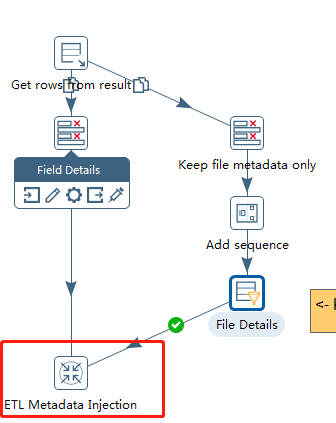 Get rows from result
Field Details
Keep file metadata only
Add sequence
File Details
<-
ETL Metadata Injection